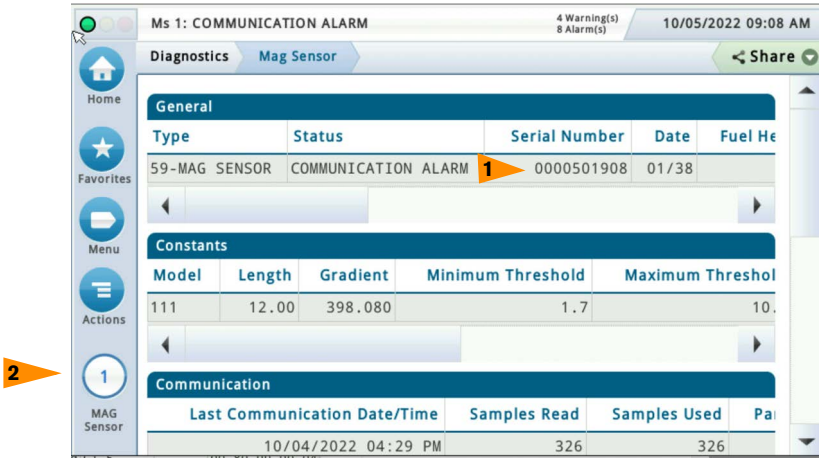 Ms 1: COMMUNICATION ALARM
4 Warning(s)
8 Alarm(s)
10/05/2022 09:08 AM
Diagnostics Mag Sensor
Share
Home
General
Type Status Serial Number Date Fuel He
59-MAG SENSOR COMMUNICATION ALARM 1 0000501908 01/38
Favorites
Menu
Constants
Model Length Gradient Minimum Threshold Maximum Threshol
111 12.00 398.080 1.7 10.
Actions
2
1
MAG
Sensor
Communication
Last Communication Date/Time Samples Read Samples Used Pa
10/04/2022 04:29 PM 326 326